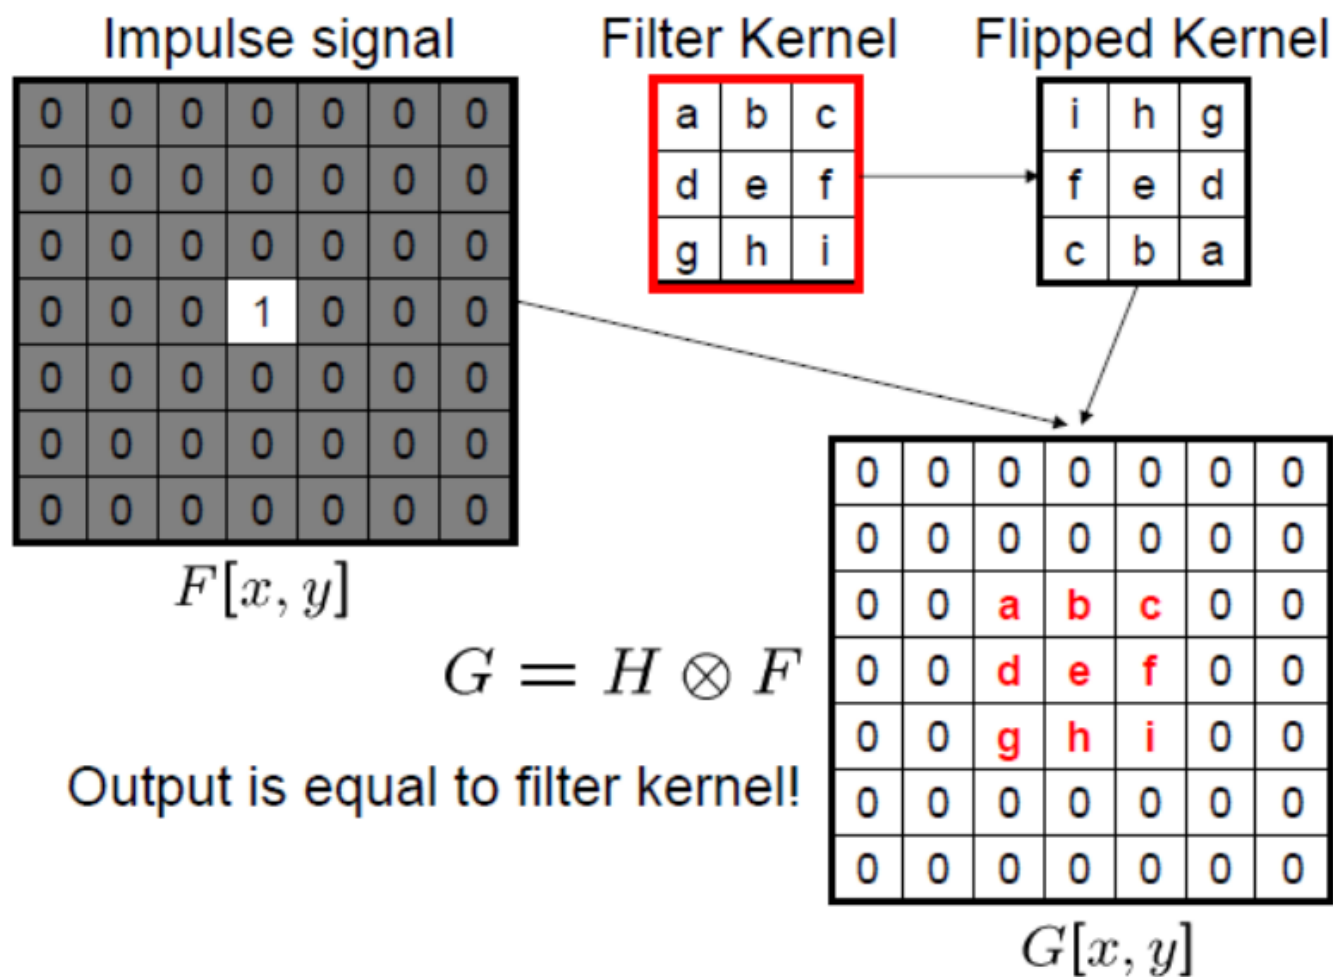 Impulse signal
Filter Kernel
Flipped Kernel
0 0 0 0 0 0 0
0 0 0 0 0 0 0
0 0 0 0 0 0 0
0 0 0 1 0 0 0
0 0 0 0 0 0 0
0 0 0 0 0 0 0
0 0 0 0 0 0 0
F[x, y]
a b c
d e f
g h i
i h g
f e d
c b a
G = H ⊗ F
Output is equal to filter kernel!
0 0 0 0 0 0 0
0 0 0 0 0 0 0
0 0 a b c 0 0
0 0 d e f 0 0
0 0 g h i 0 0
0 0 0 0 0 0 0
0 0 0 0 0 0 0
G[x, y]